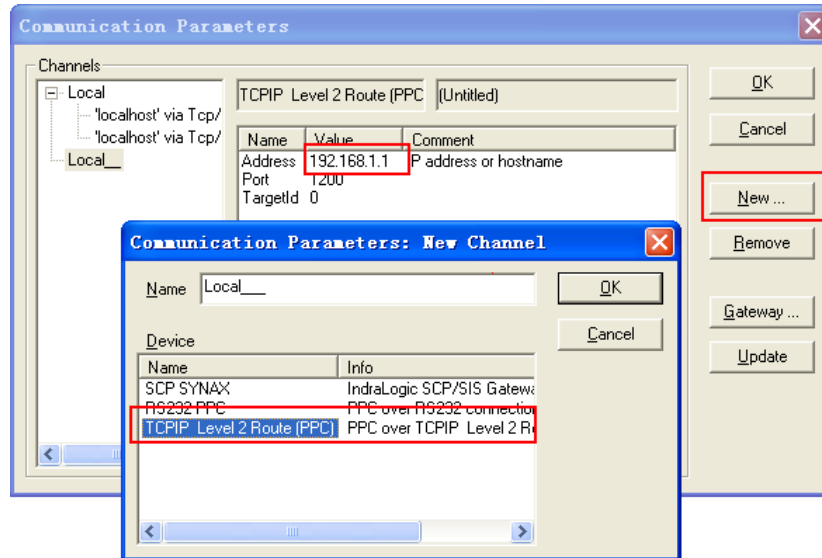 Communication Parameters
Channels
Local
'localhost' via Tcp/
'localhost' via Tcp/
Local__
TCPIP Level 2 Route (PPC (Untitled)
Name Value Comment
Address 192.168.1.1 P address or hostname
Port 1200
TargetId 0
OK
Cancel
New ...
Remove
Gateway ...
Update
Communication Parameters: New Channel
Name Local___
OK
Cancel
Device
Name Info
SCP SYNAX IndraLogic SCP/SIS Gatewa
RS232 PPC PPC over RS232 connection
TCPIP Level 2 Route (PPC) PPC over TCPIP Level 2 R